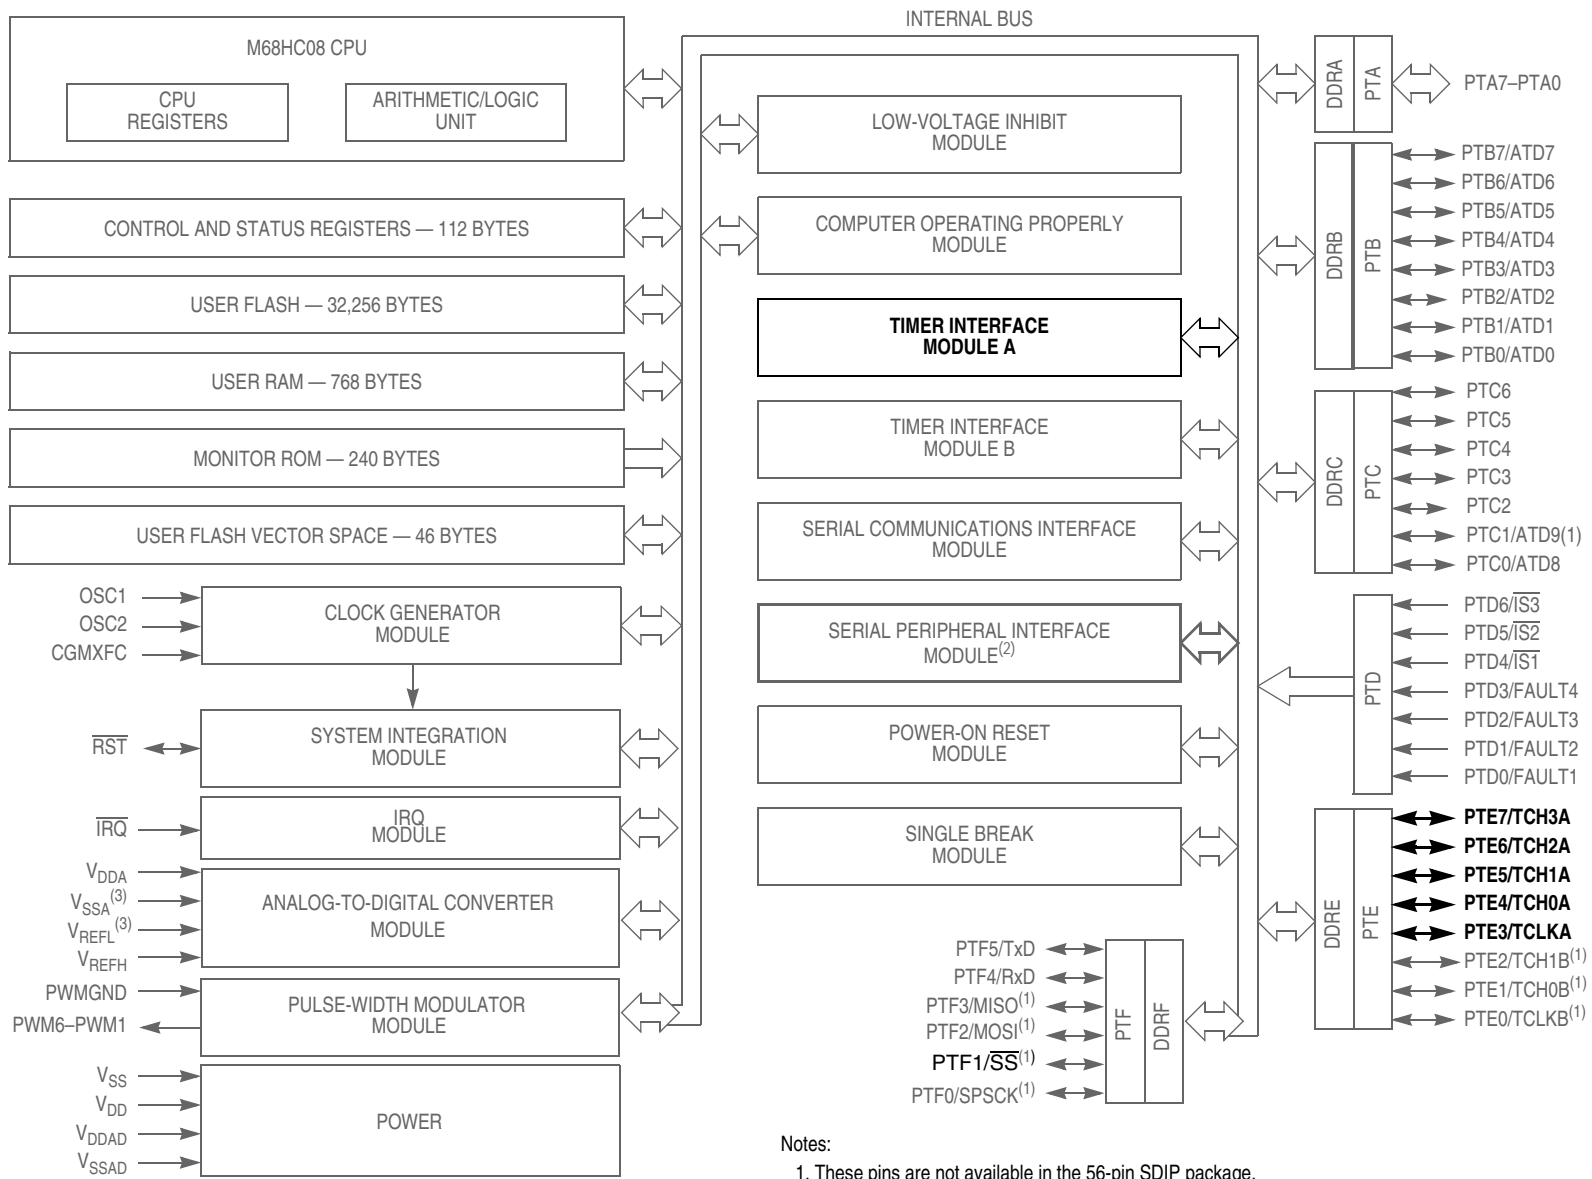 INTERNAL BUS
M68HC08 CPU
CPU
REGISTERS
ARITHMETIC/LOGIC
UNIT
CONTROL AND STATUS REGISTERS — 112 BYTES
USER FLASH — 32,256 BYTES
USER RAM — 768 BYTES
MONITOR ROM — 240 BYTES
USER FLASH VECTOR SPACE — 46 BYTES
OSC1
OSC2
CGMXFC
CLOCK GENERATOR
MODULE
RST
SYSTEM INTEGRATION
MODULE
IRQ
IRQ
MODULE
VDDA
VSSA(3)
VREFL(3)
VREFH
ANALOG-TO-DIGITAL CONVERTER
MODULE
PWMGND
PWM6–PWM1
PULSE-WIDTH MODULATOR
MODULE
VSS
VDD
VDDAD
VSSAD
POWER
LOW-VOLTAGE INHIBIT
MODULE
COMPUTER OPERATING PROPERLY
MODULE
TIMER INTERFACE
MODULE A
TIMER INTERFACE
MODULE B
SERIAL COMMUNICATIONS INTERFACE
MODULE
SERIAL PERIPHERAL INTERFACE
MODULE(2)
POWER-ON RESET
MODULE
SINGLE BREAK
MODULE
PTF5/TxD
PTF4/RxD
PTF3/MISO(1)
PTF2/MOSI(1)
PTF1/SS(1)
PTF0/SPSCK(1)
PTF
DDRF
DDRA
PTA
PTA7–PTA0
DDRB
PTB
PTB7/ATD7
PTB6/ATD6
PTB5/ATD5
PTB4/ATD4
PTB3/ATD3
PTB2/ATD2
PTB1/ATD1
PTB0/ATD0
DDRC
PTC
PTC6
PTC5
PTC4
PTC3
PTC2
PTC1/ATD9(1)
PTC0/ATD8
PTD
PTD6/IS3
PTD5/IS2
PTD4/IS1
PTD3/FAULT4
PTD2/FAULT3
PTD1/FAULT2
PTD0/FAULT1
DDRE
PTE
PTE7/TCH3A
PTE6/TCH2A
PTE5/TCH1A
PTE4/TCH0A
PTE3/TCLKA
PTE2/TCH1B(1)
PTE1/TCH0B(1)
PTE0/TCLKB(1)
Notes:
1. These pins are not available in the 56-pin SDIP package.